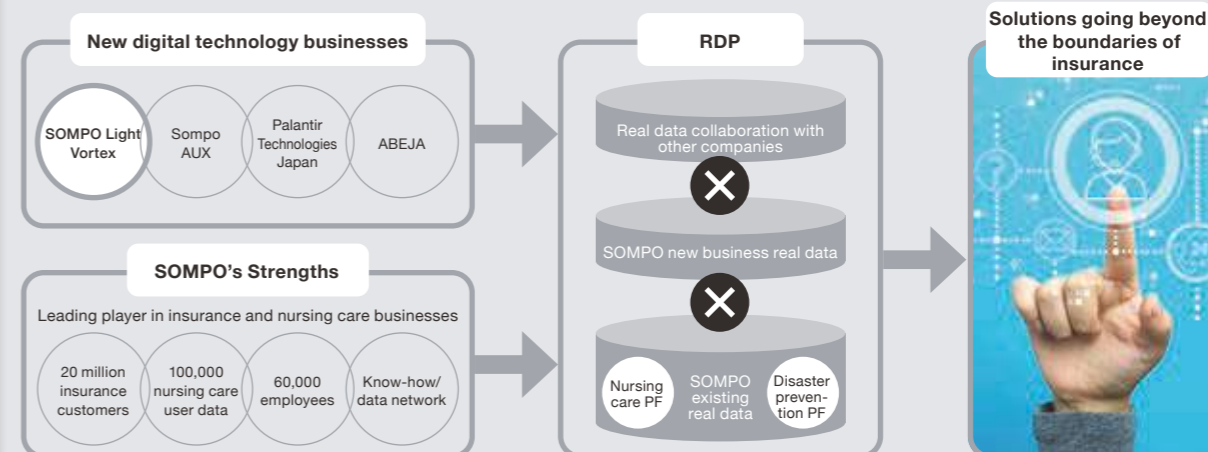 New digital technology businesses
SOMPO Light
Vortex
Sompo
AUX
Palantir
Technologies
Japan
ABEJA
SOMPO's Strengths
Leading player in insurance and nursing care businesses
20 million
insurance
customers
100,000
nursing care
user data
60,000
employees
Know-how/
data network
RDP
Real data collaboration with
other companies
SOMPO new business real data
Nursing
care PF
SOMPO
existing
real data
Disaster
preven-
tion PF
Solutions going beyond
the boundaries of
insurance